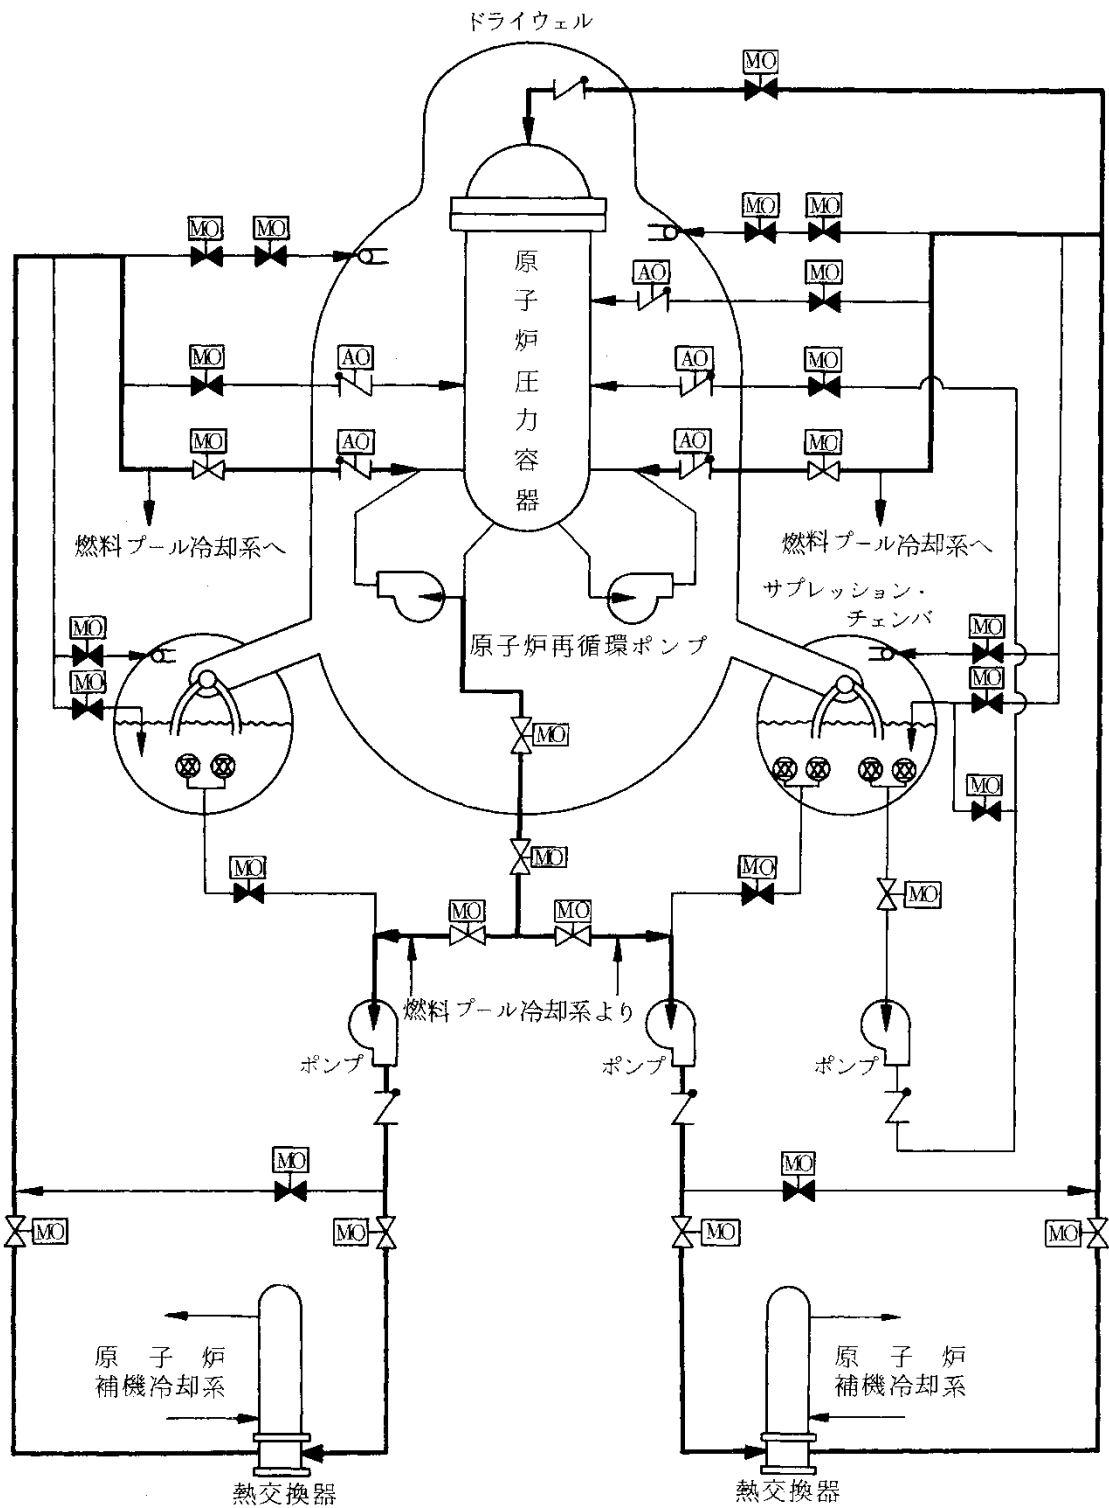 ドライウェル
MO
MO
MO
MO
MO
AO
MO
MO
AO
AO
MO
MO
AO
AO
MO
原子炉圧力容器
燃料プール冷却系へ
燃料プール冷却系へ
サプレッション・
チェンバ
MO
MO
原子炉再循環ポンプ
MO
MO
MO
MO
MO
MO
MO
MO
MO
MO
燃料プール冷却系より
ポンプ
ポンプ
ポンプ
MO
MO
MO
MO
MO
MO
原子炉
補機冷却系
原子炉
補機冷却系
熱交換器
熱交換器